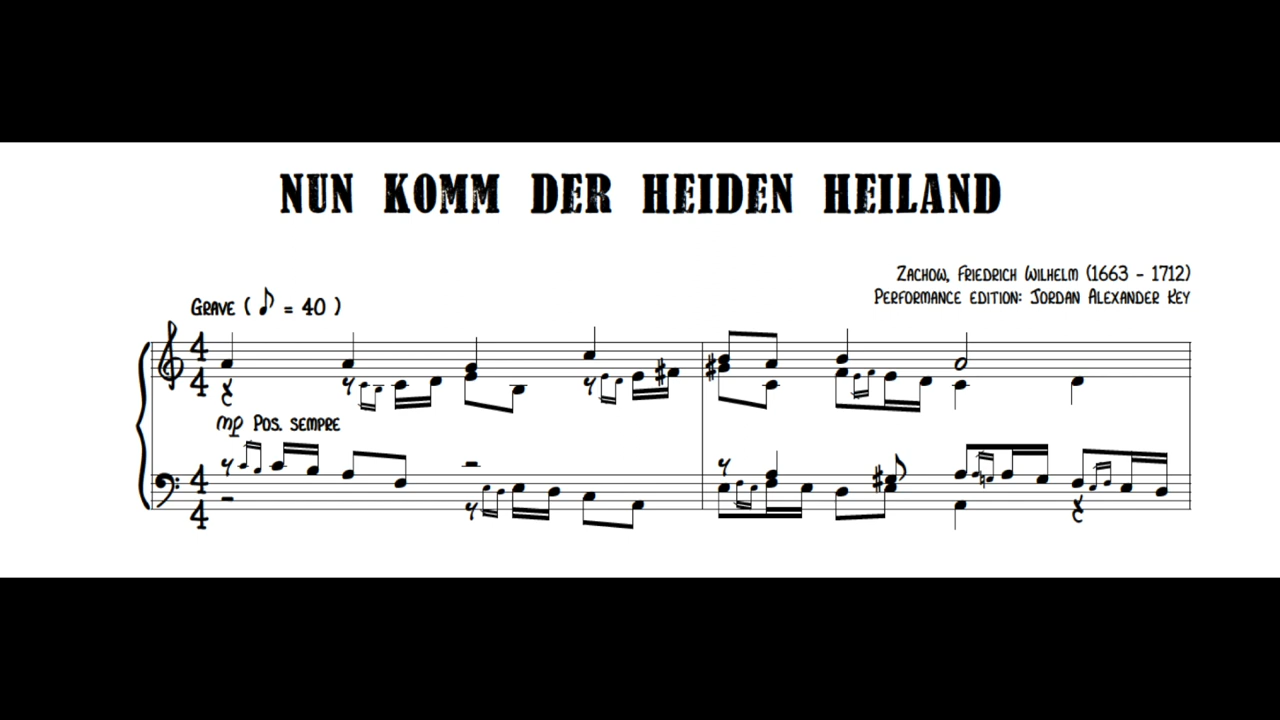 NUN KOMM DER HEIDEN HEILAND
ZACHOW, FRIEDRICH WILHELM (1663 - 1712)
PERFORMANCE EDITION: JORDAN ALEXANDER KEY
GRAVE ( ♪ = 40 )
mp POS. SEMPRE